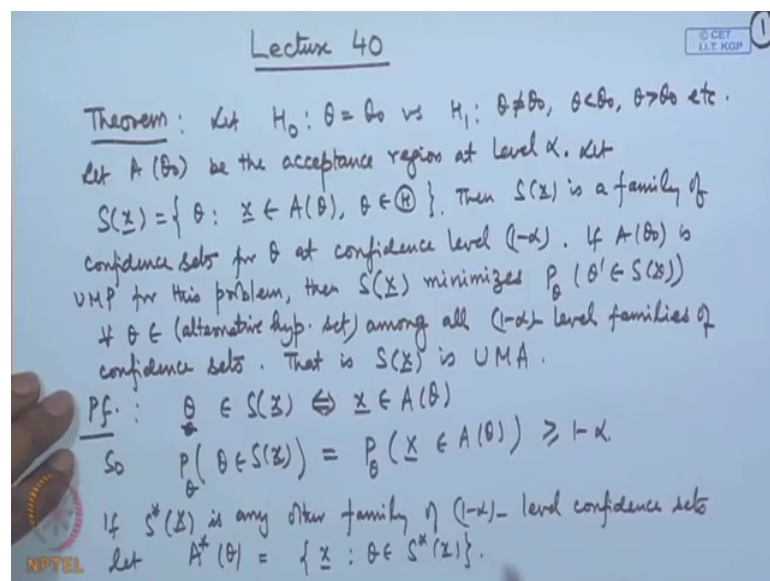 Lecture 40
© CET
I.I.T. KGP
1
Theorem : Let H₀ : θ = θ₀ vs H₁ : θ ≠ θ₀, θ < θ₀, θ > θ₀ etc.
Let A (θ₀) be the acceptance region at level α. Let
S(x̲) = { θ : x̲ ∈ A(θ), θ ∈ Ⓗ }. Then S(x̲) is a family of
confidence sets for θ at confidence level (1-α). If A(θ₀) is
UMP for this problem, then S(x̲) minimizes P_θ (θ' ∈ S(x̲))
∀ θ ∈ (alternative hyp. set) among all (1-α)- level families of
confidence sets. That is S(x̲) is UMA.
Pf. : θ ∈ S(x̲) ⇔ x̲ ∈ A(θ)
So P_θ ( θ ∈ S(x̲) ) = P_θ ( X̲ ∈ A(θ) ) ≥ 1-α.
If S*(x̲) is any other family of (1-α)- level confidence sets
let A*(θ) = { x̲ : θ ∈ S*(x̲) }.
NPTEL